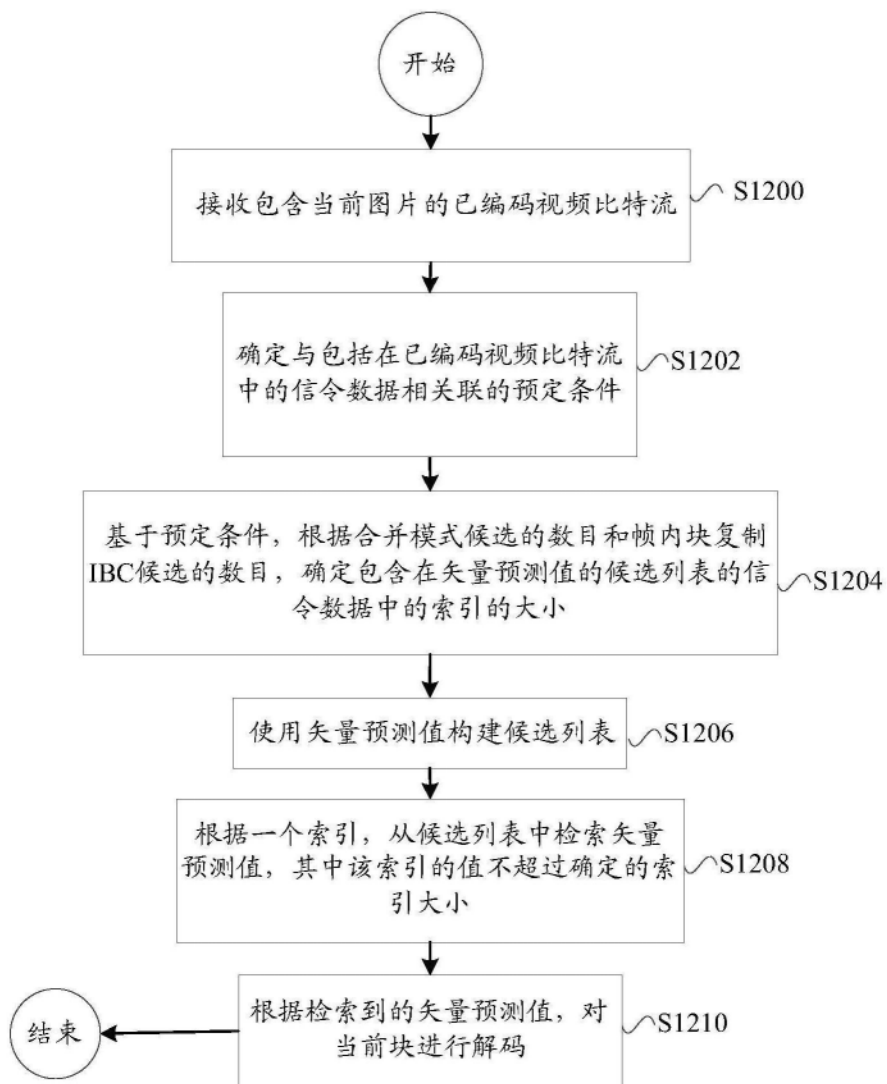 开始
接收包含当前图片的已编码视频比特流
S1200
确定与包括在已编码视频比特流
中的信令数据相关联的预定条件
S1202
基于预定条件，根据合并模式候选的数目和帧内块复制
IBC候选的数目，确定包含在矢量预测值的候选列表的信
令数据中的索引的大小
S1204
使用矢量预测值构建候选列表
S1206
根据一个索引，从候选列表中检索矢量
预测值，其中该索引的值不超过确定的索
引大小
S1208
根据检索到的矢量预测值，对
当前块进行解码
S1210
结束